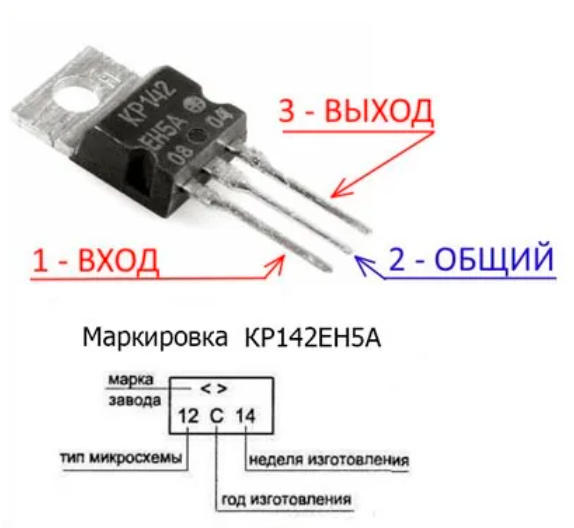 КР142
ЕН5А
08 04
3 - ВЫХОД
1 - ВХОД
2 - ОБЩИЙ
Маркировка КР142ЕН5А
марка
завода
< >
12 С 14
тип микросхемы
неделя изготовления
год изготовления